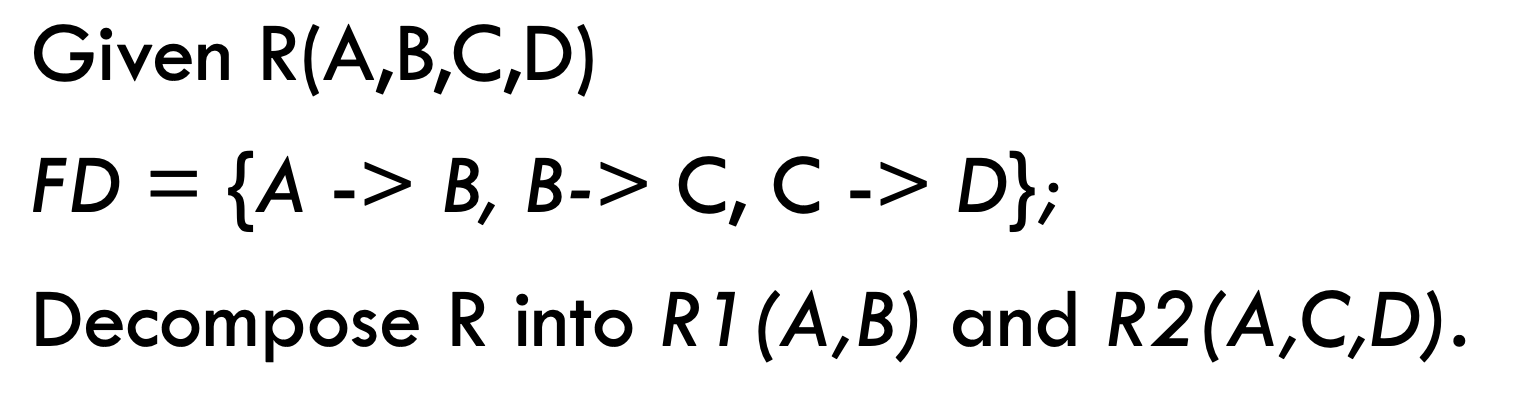 Given R(A,B,C,D)
FD = {A -> B, B-> C, C -> D};
Decompose R into R1(A,B) and R2(A,C,D).